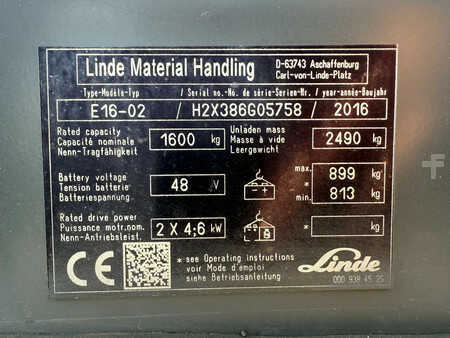 Linde Material Handling
D-63743 Aschaffenburg
Carl-von-Linde-Platz
Type-Modele-Typ / Serial no.-No. de série-Serien-Nr. / year-année-Baujahr
E16-02 / H2X386G05758 / 2016
Rated capacity
Capacité nominale
Nenn-Tragfähigkeit
1600 kg
Unladen mass
Masse à vide
Leergewicht
2490 kg
Battery voltage
Tension batterie
Batteriespannung
48 V
max. 899 kg
*
min. 813 kg
Rated drive power
Puissance motr.nom.
Nenn-Antriebsleist.
2 X 4,6 kW
* kg
CE
* see Operating instructions
voir Mode d'emploi
siehe Betriebsanleitung
Linde
000 938 45 25